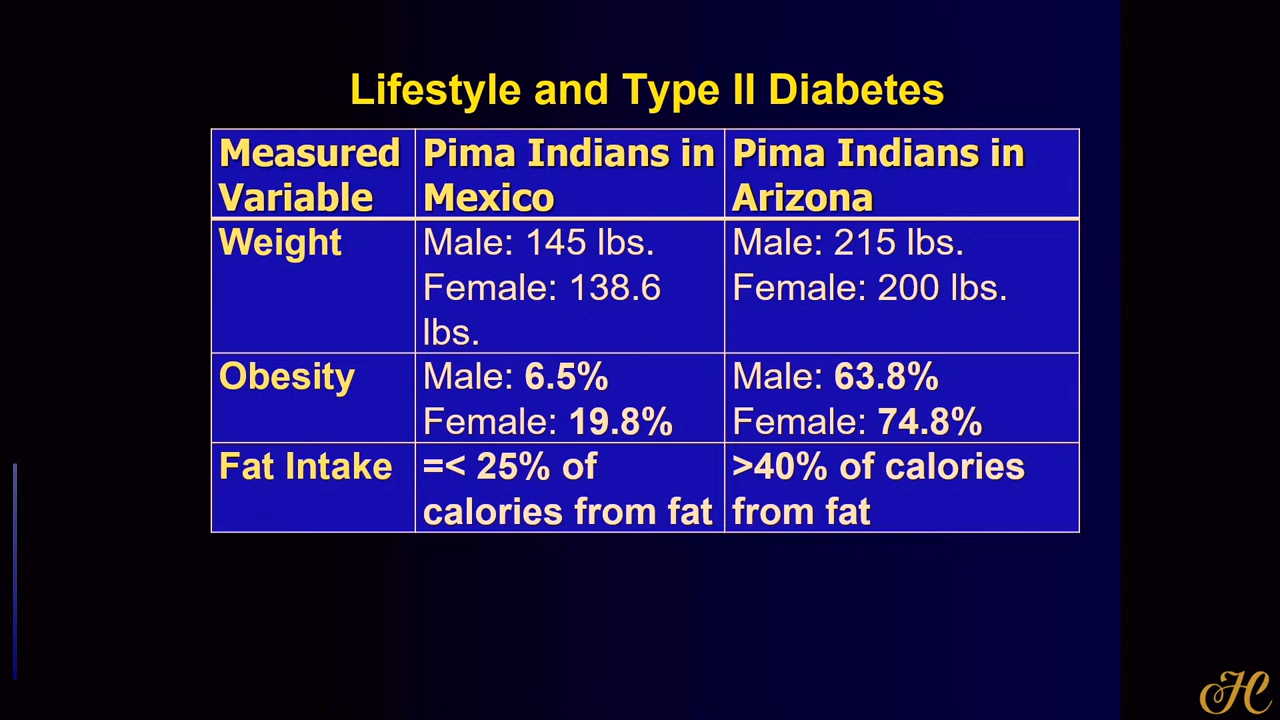 Lifestyle and Type II Diabetes
Measured Variable | Pima Indians in Mexico | Pima Indians in Arizona
Weight | Male: 145 lbs. Female: 138.6 lbs. | Male: 215 lbs. Female: 200 lbs.
Obesity | Male: 6.5% Female: 19.8% | Male: 63.8% Female: 74.8%
Fat Intake | =< 25% of calories from fat | >40% of calories from fat
HC